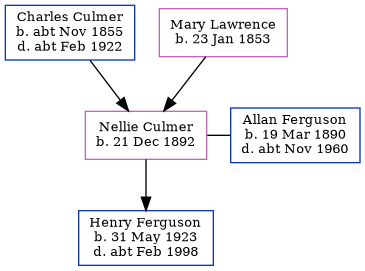 Charles Culmer
b. abt Nov 1855
d. abt Feb 1922
Mary Lawrence
b. 23 Jan 1853
Nellie Culmer
b. 21 Dec 1892
Allan Ferguson
b. 19 Mar 1890
d. abt Nov 1960
Henry Ferguson
b. 31 May 1923
d. abt Feb 1998